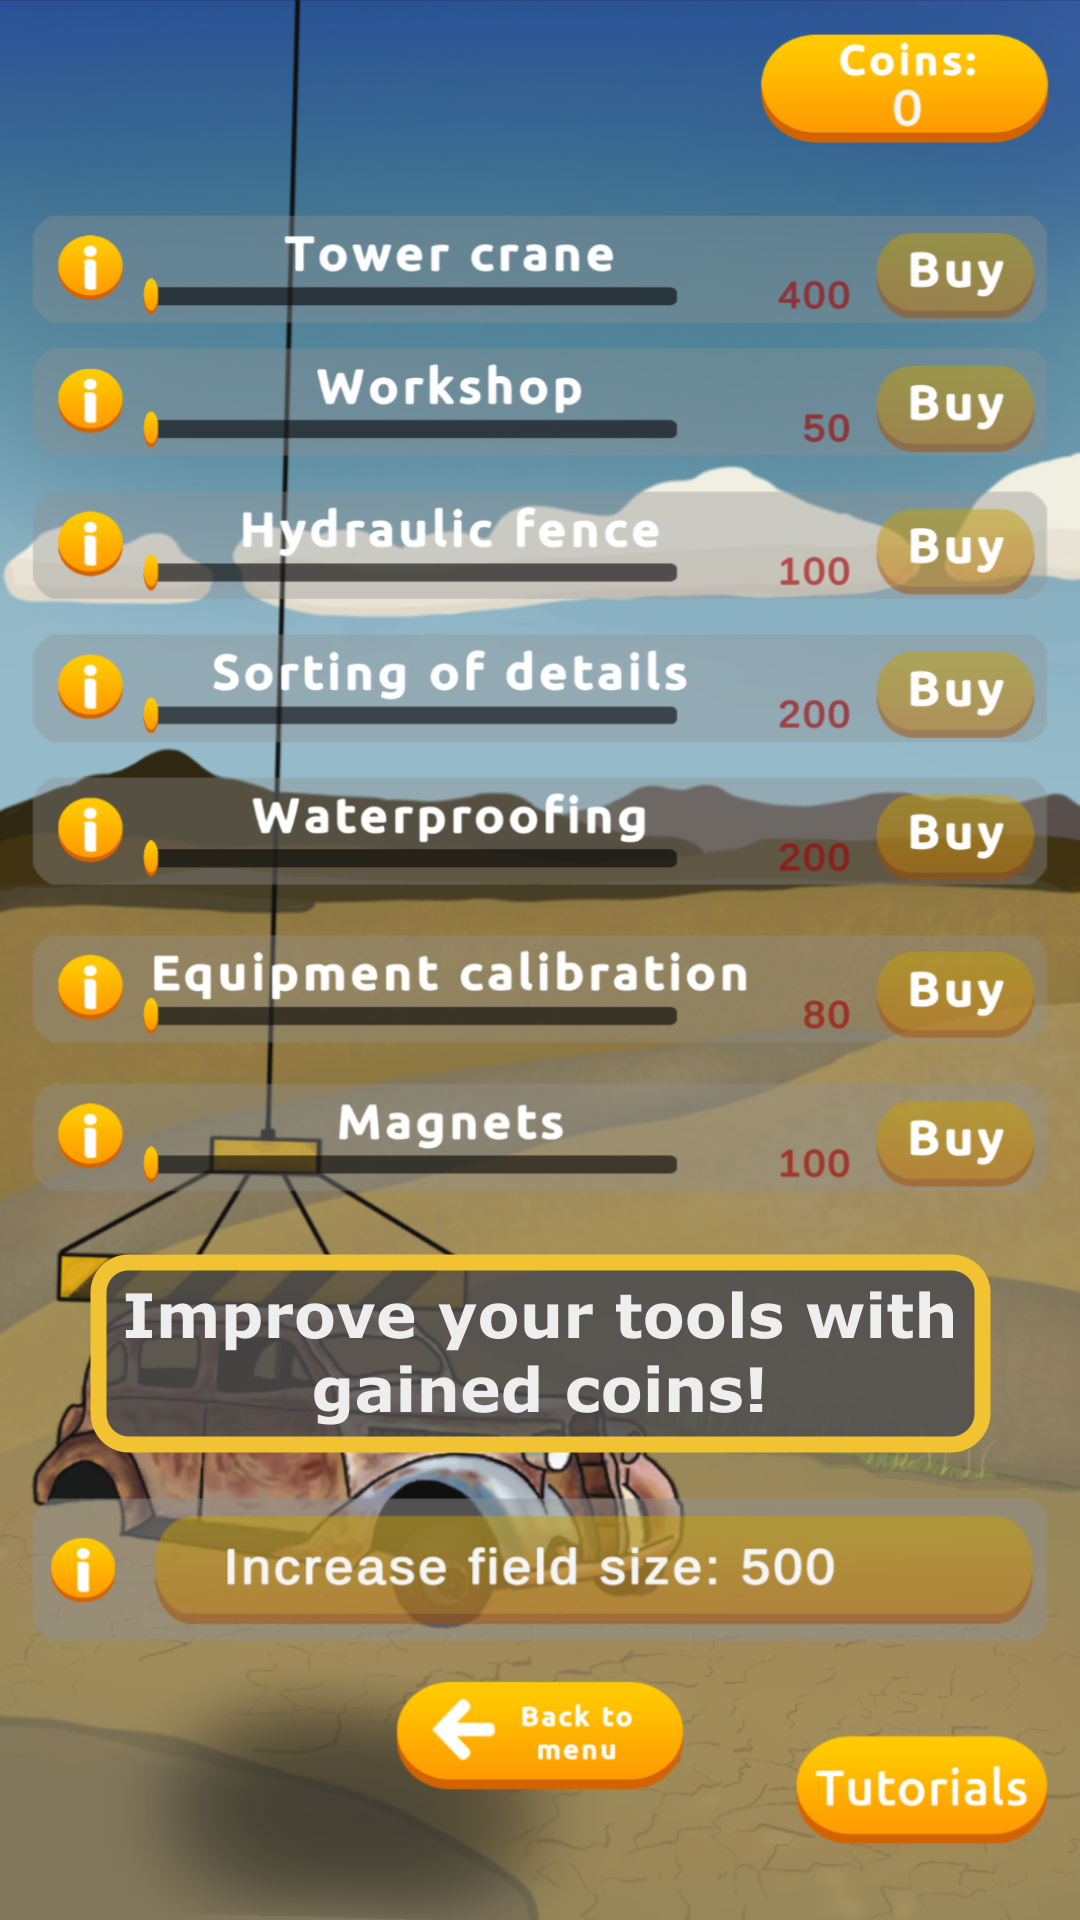 Coins:
0
Tower crane
400
Buy
Workshop
50
Buy
Hydraulic fence
100
Buy
Sorting of details
200
Buy
Waterproofing
200
Buy
Equipment calibration
80
Buy
Magnets
100
Buy
Improve your tools with
gained coins!
Increase field size: 500
Back to
menu
Tutorials